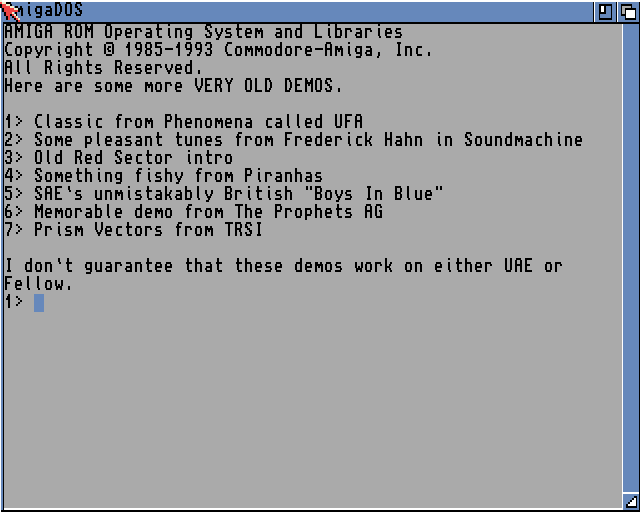 AmigaDOS
AMIGA ROM Operating System and Libraries
Copyright © 1985-1993 Commodore-Amiga, Inc.
All Rights Reserved.
Here are some more VERY OLD DEMOS.
1> Classic from Phenomena called UFA
2> Some pleasant tunes from Frederick Hahn in Soundmachine
3> Old Red Sector intro
4> Something fishy from Piranhas
5> SAE's unmistakably British "Boys In Blue"
6> Memorable demo from The Prophets AG
7> Prism Vectors from TRSI
I don't guarantee that these demos work on either UAE or
Fellow.
1>